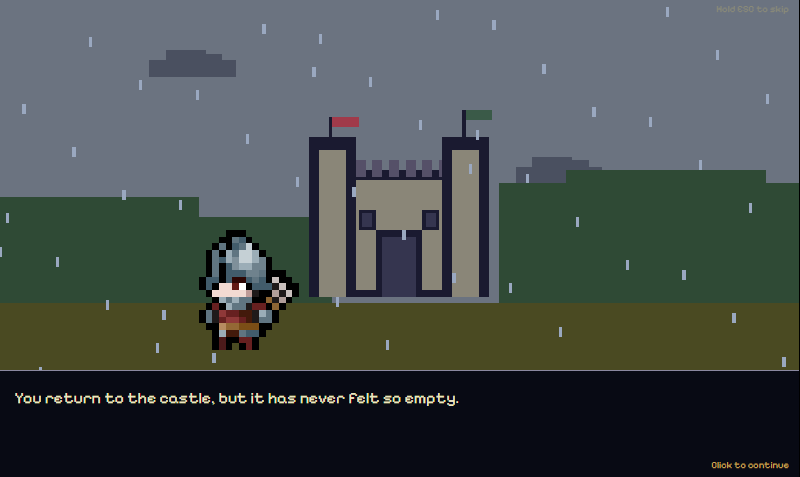 Hold ESC to skip
You return to the castle, but it has never felt so empty.
Click to continue